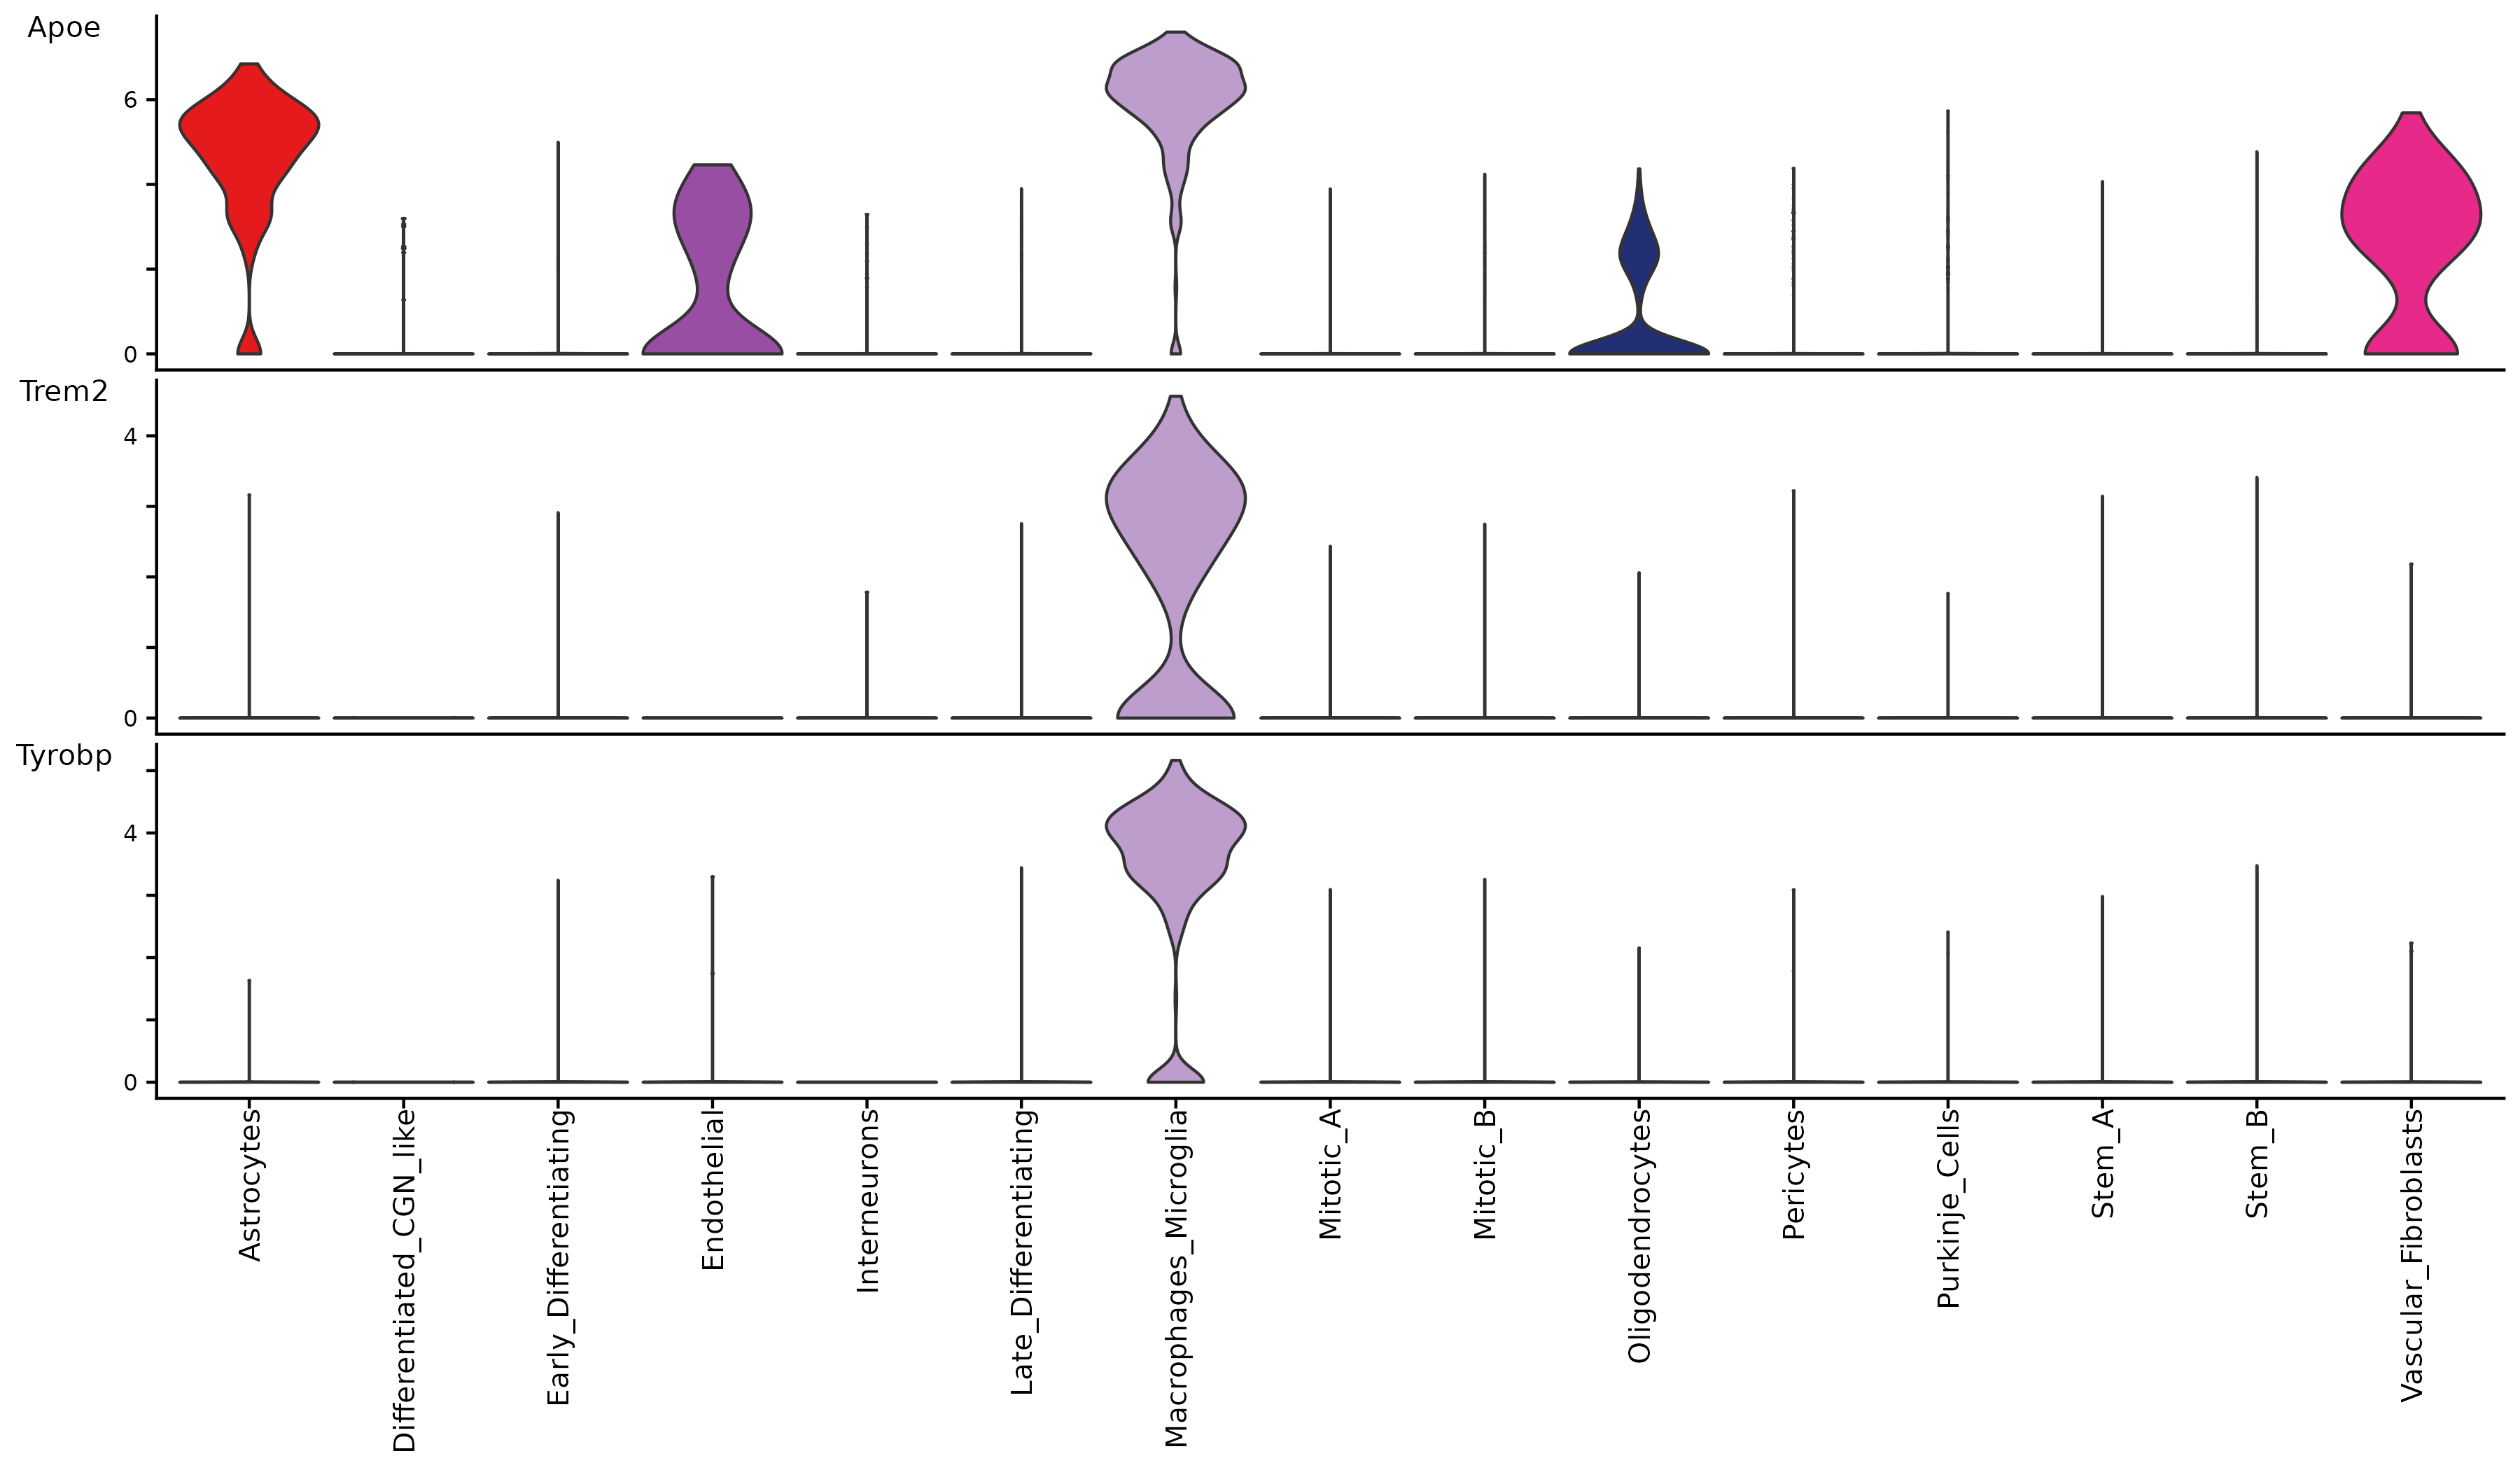 Apoe
6
0
Trem2
4
0
Tyrobp
4
0
Astrocytes
Differentiated_CGN_like
Early_Differentiating
Endothelial
Interneurons
Late_Differentiating
Macrophages_Microglia
Mitotic_A
Mitotic_B
Oligodendrocytes
Pericytes
Purkinje_Cells
Stem_A
Stem_B
Vascular_Fibroblasts